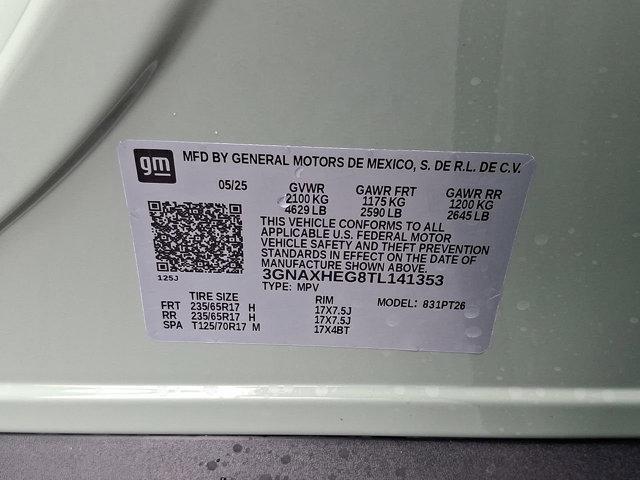 gm MFD BY GENERAL MOTORS DE MEXICO, S. DE R.L. DE C.V.
05/25 GVWR GAWR FRT GAWR RR
2100 KG 1175 KG 1200 KG
4629 LB 2590 LB 2645 LB
THIS VEHICLE CONFORMS TO ALL
APPLICABLE U.S. FEDERAL MOTOR
VEHICLE SAFETY AND THEFT PREVENTION
STANDARDS IN EFFECT ON THE DATE OF
MANUFACTURE SHOWN ABOVE.
125J 3GNAXHEG8TL141353
TYPE: MPV
TIRE SIZE RIM MODEL: 831PT26
FRT 235/65R17 H 17X7.5J
RR 235/65R17 H 17X7.5J
SPA T125/70R17 M 17X4BT